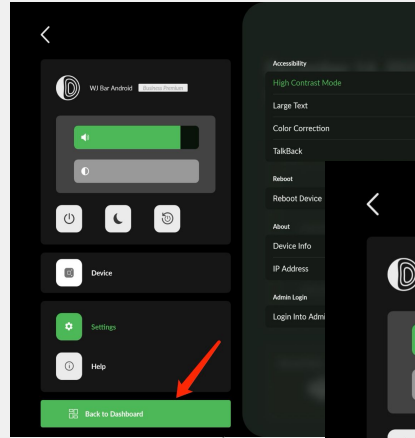 WJ Bar Android Business Premium
Device
Settings
Help
Back to Dashboard
Accessibility
High Contrast Mode
Large Text
Color Correction
TalkBack
Reboot
Reboot Device
About
Device Info
IP Address
Admin Login
Login Into Admi